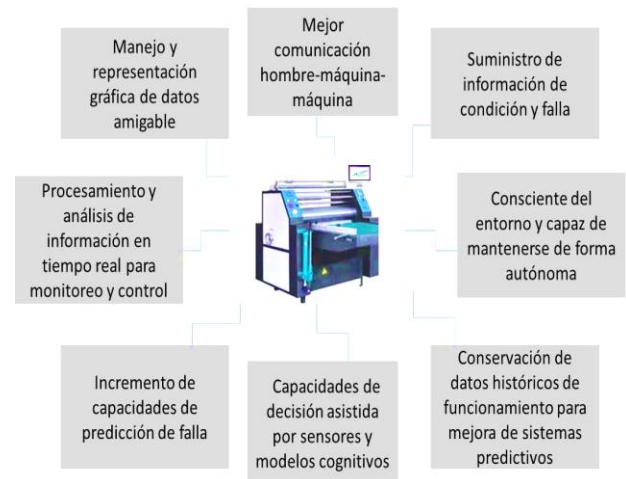 Mejor
comunicación
hombre-máquina-
máquina
Manejo y
representación
gráfica de datos
amigable
Suministro de
información de
condición y falla
Procesamiento y
análisis de
información en
tiempo real para
monitoreo y control
Consciente del
entorno y capaz de
mantenerse de forma
autónoma
Incremento de
capacidades de
predicción de falla
Capacidades de
decisión asistida
por sensores y
modelos cognitivos
Conservación de
datos históricos de
funcionamiento para
mejora de sistemas
predictivos